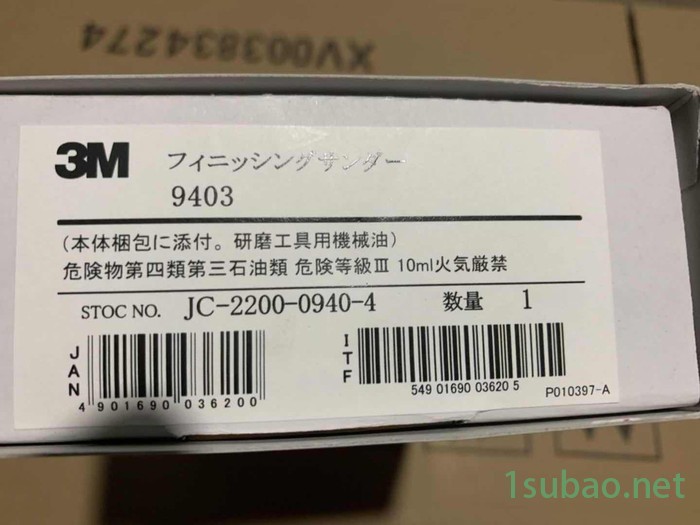 XV003834274
3M
フィニッシングサンダー
9403
(本体梱包に添付。研磨工具用機械油)
危険物第四類第三石油類 危険等級Ⅲ 10ml火気厳禁
STOC NO. JC-2200-0940-4 数量 1
JAN
4 901690 036200
ITF
549 01690 03620 5
P010397-A
1subao.net